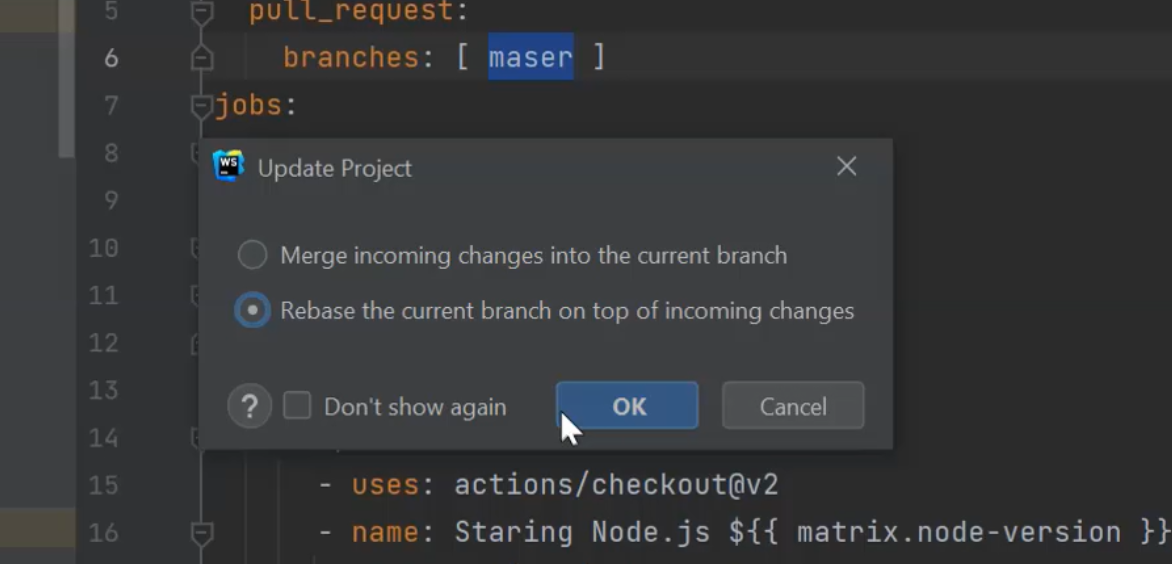 5 pull_request:
6 branches: [ maser ]
7 jobs:
8
WS Update Project
9
10 Merge incoming changes into the current branch
11 Rebase the current branch on top of incoming changes
12
13
? Don't show again OK Cancel
14
15 - uses: actions/checkout@v2
16 - name: Staring Node.js ${{ matrix.node-version }}